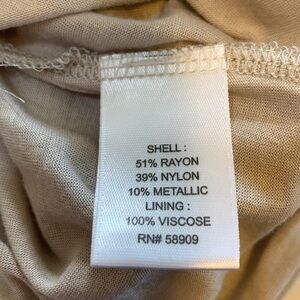 SHELL :
51% RAYON
39% NYLON
10% METALLIC
LINING :
100% VISCOSE
RN# 58909